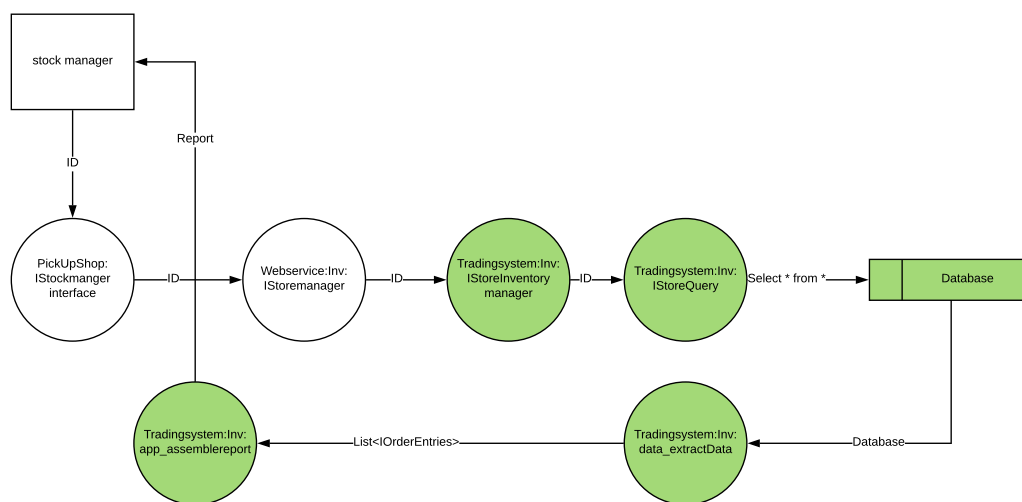 stock manager
Report
ID
PickUpShop:
IStockmanger
interface
ID
Webservice:Inv:
IStoremanager
ID
Tradingsystem:Inv:
IStoreInventory
manager
ID
Tradingsystem:Inv:
IStoreQuery
Select * from *
Database
Tradingsystem:Inv:
app_assemblereport
List<IOrderEntries>
Tradingsystem:Inv:
data_extractData
Database